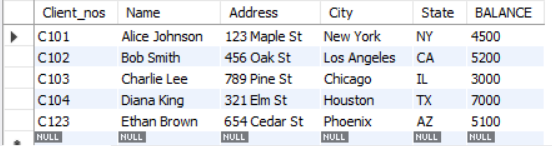 Client_nos Name Address City State BALANCE
C101 Alice Johnson 123 Maple St New York NY 4500
C102 Bob Smith 456 Oak St Los Angeles CA 5200
C103 Charlie Lee 789 Pine St Chicago IL 3000
C104 Diana King 321 Elm St Houston TX 7000
C123 Ethan Brown 654 Cedar St Phoenix AZ 5100
NULL NULL NULL NULL NULL NULL